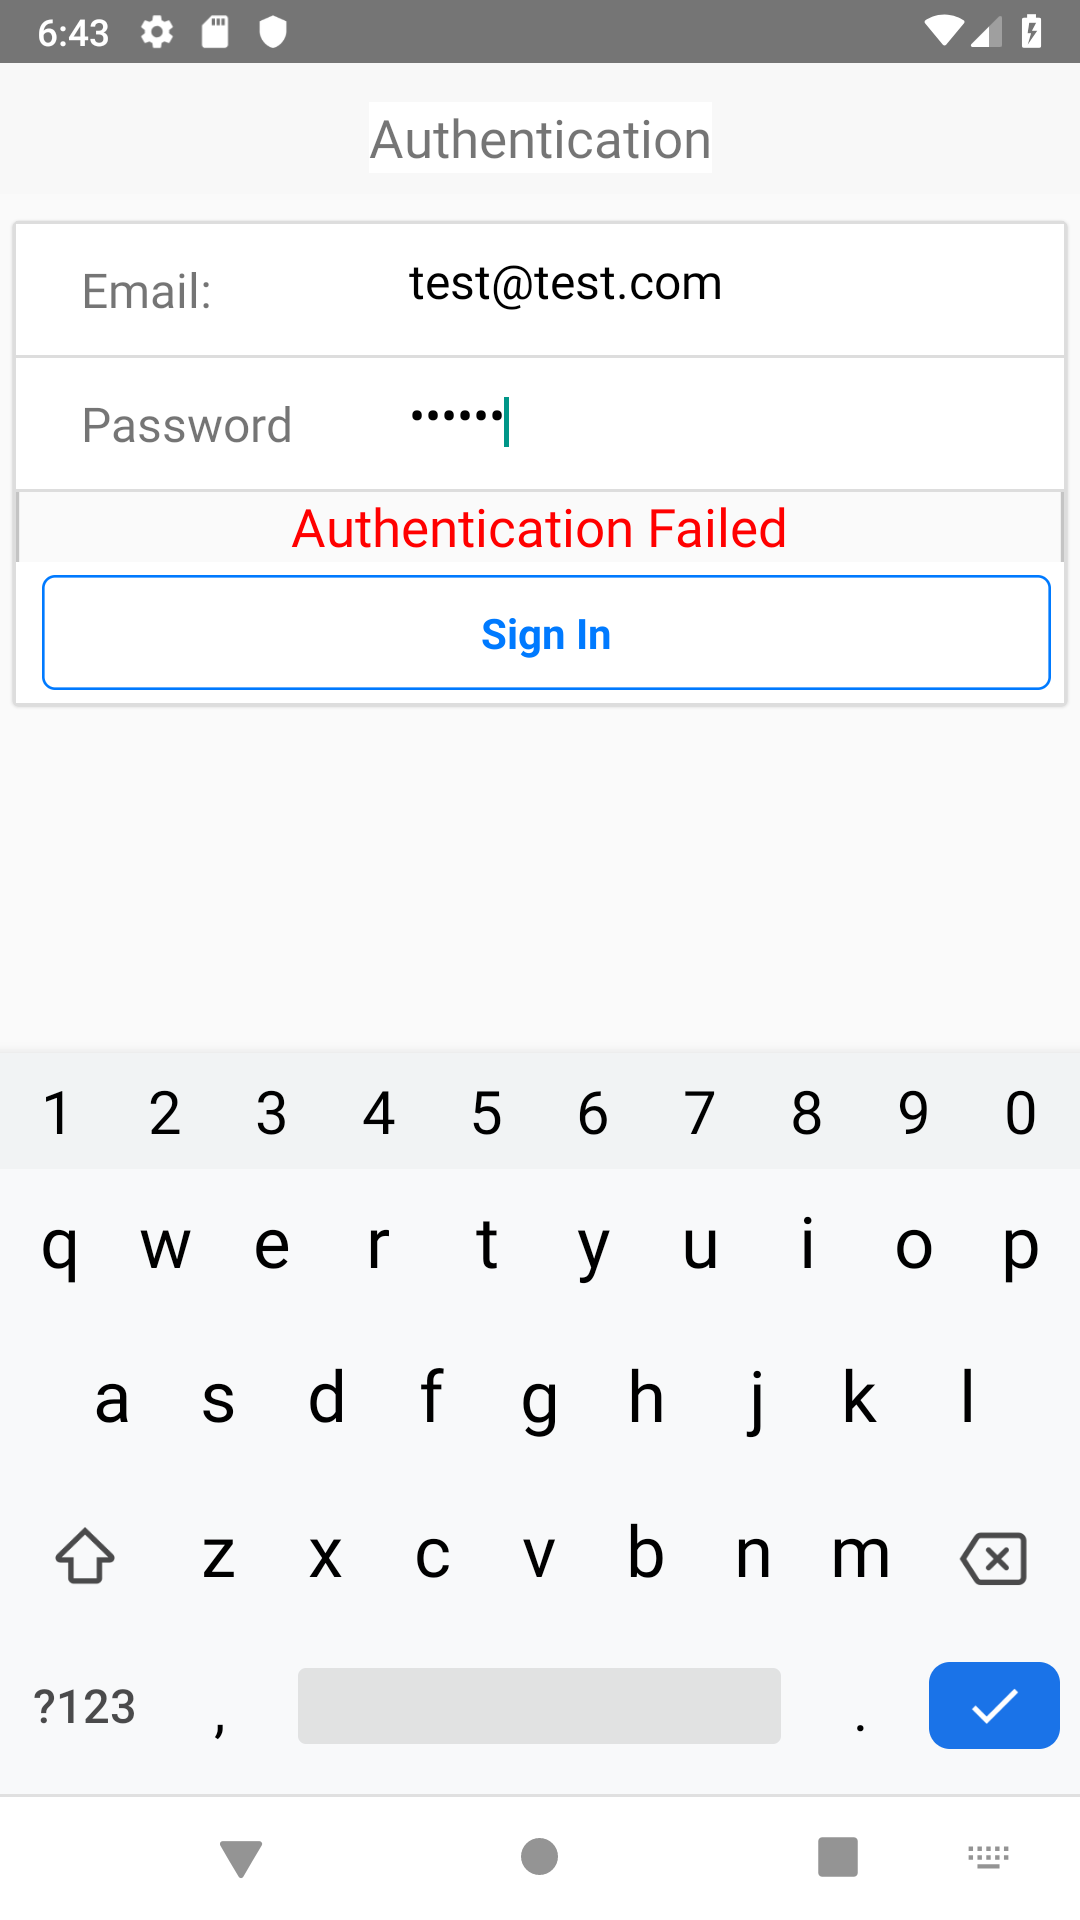 6:43
Authentication
Email: test@test.com
Password ••••••
Authentication Failed
Sign In
1 2 3 4 5 6 7 8 9 0
q w e r t y u i o p
a s d f g h j k l
z x c v b n m
?123 , .